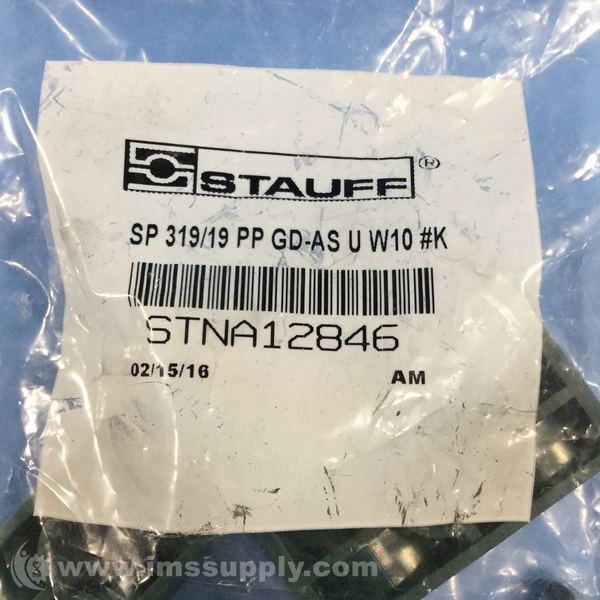 STAUFF®
SP 319/19 PP GD-AS U W10 #K
STNA12846
02/15/16 AM
www.imssupply.com